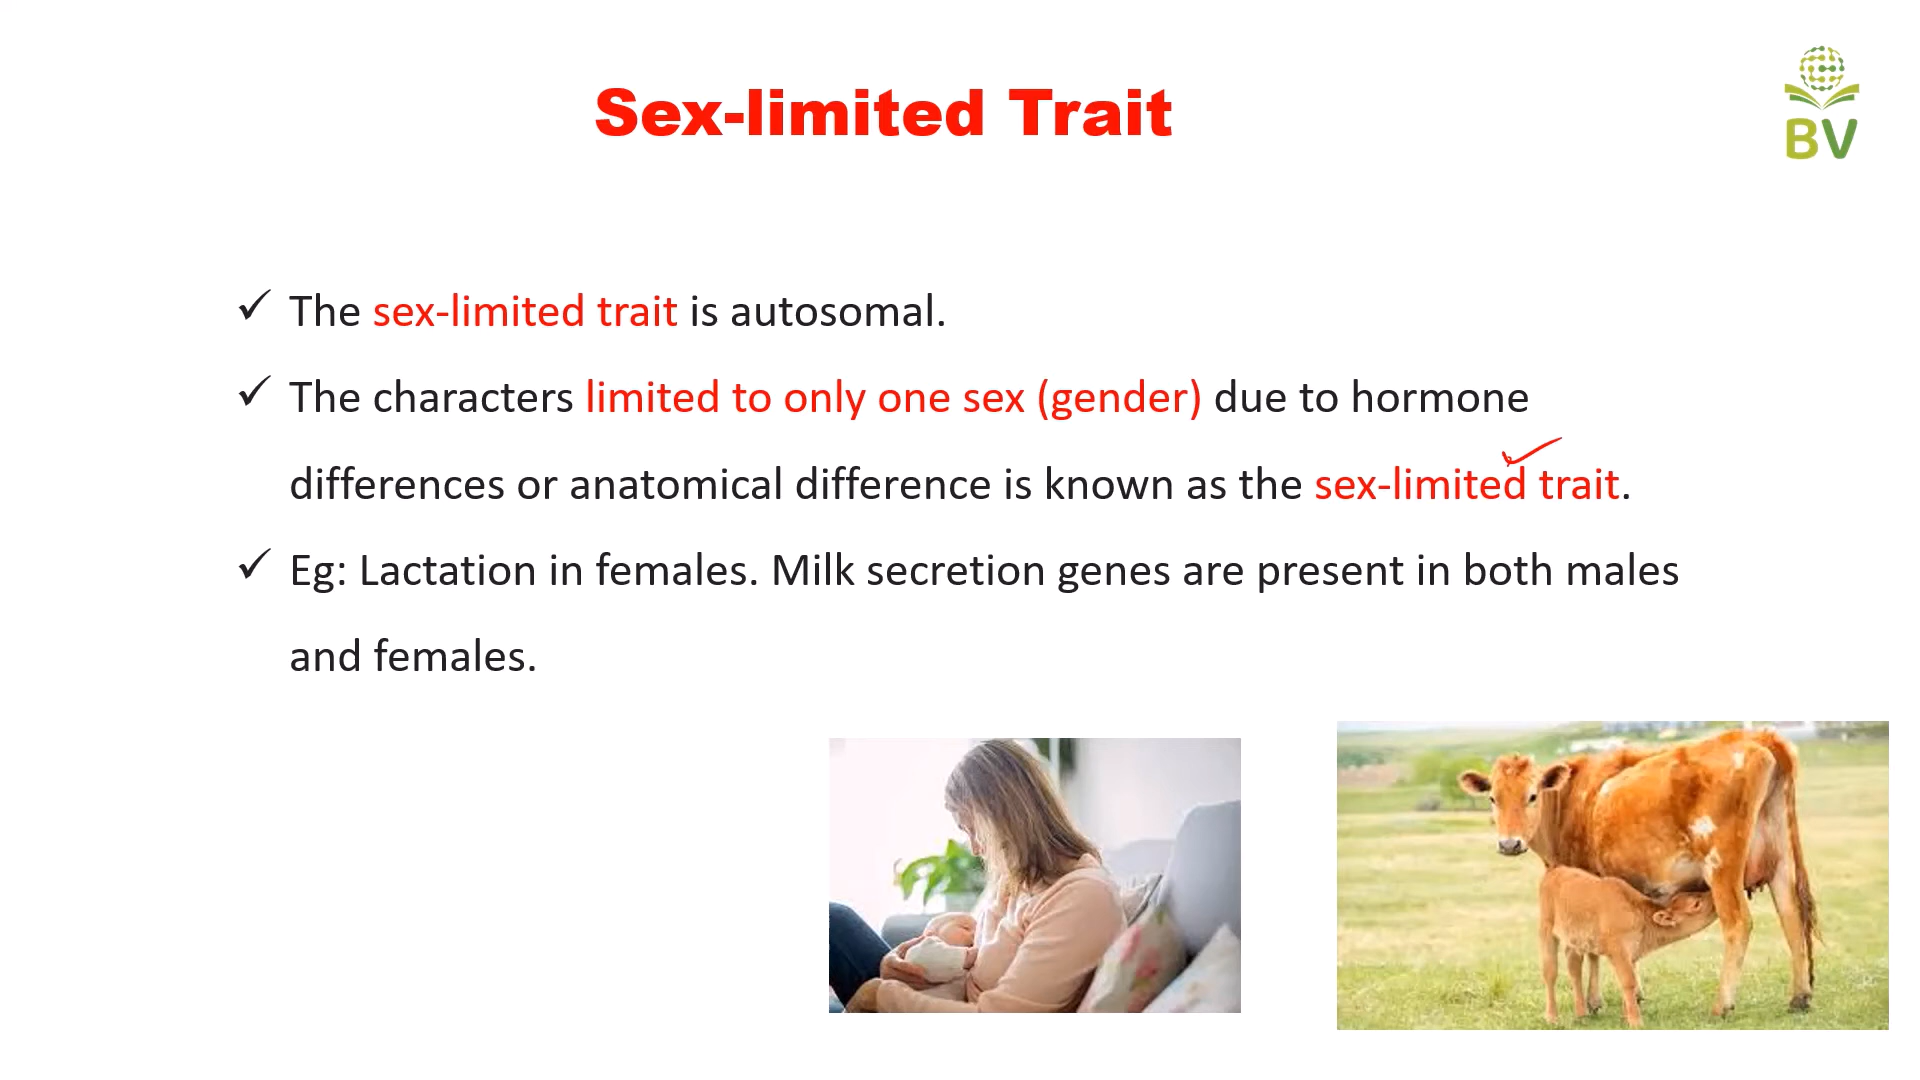 Sex-limited Trait
BV
✓ The sex-limited trait is autosomal.
✓ The characters limited to only one sex (gender) due to hormone
differences or anatomical difference is known as the sex-limited trait.
✓ Eg: Lactation in females. Milk secretion genes are present in both males
and females.